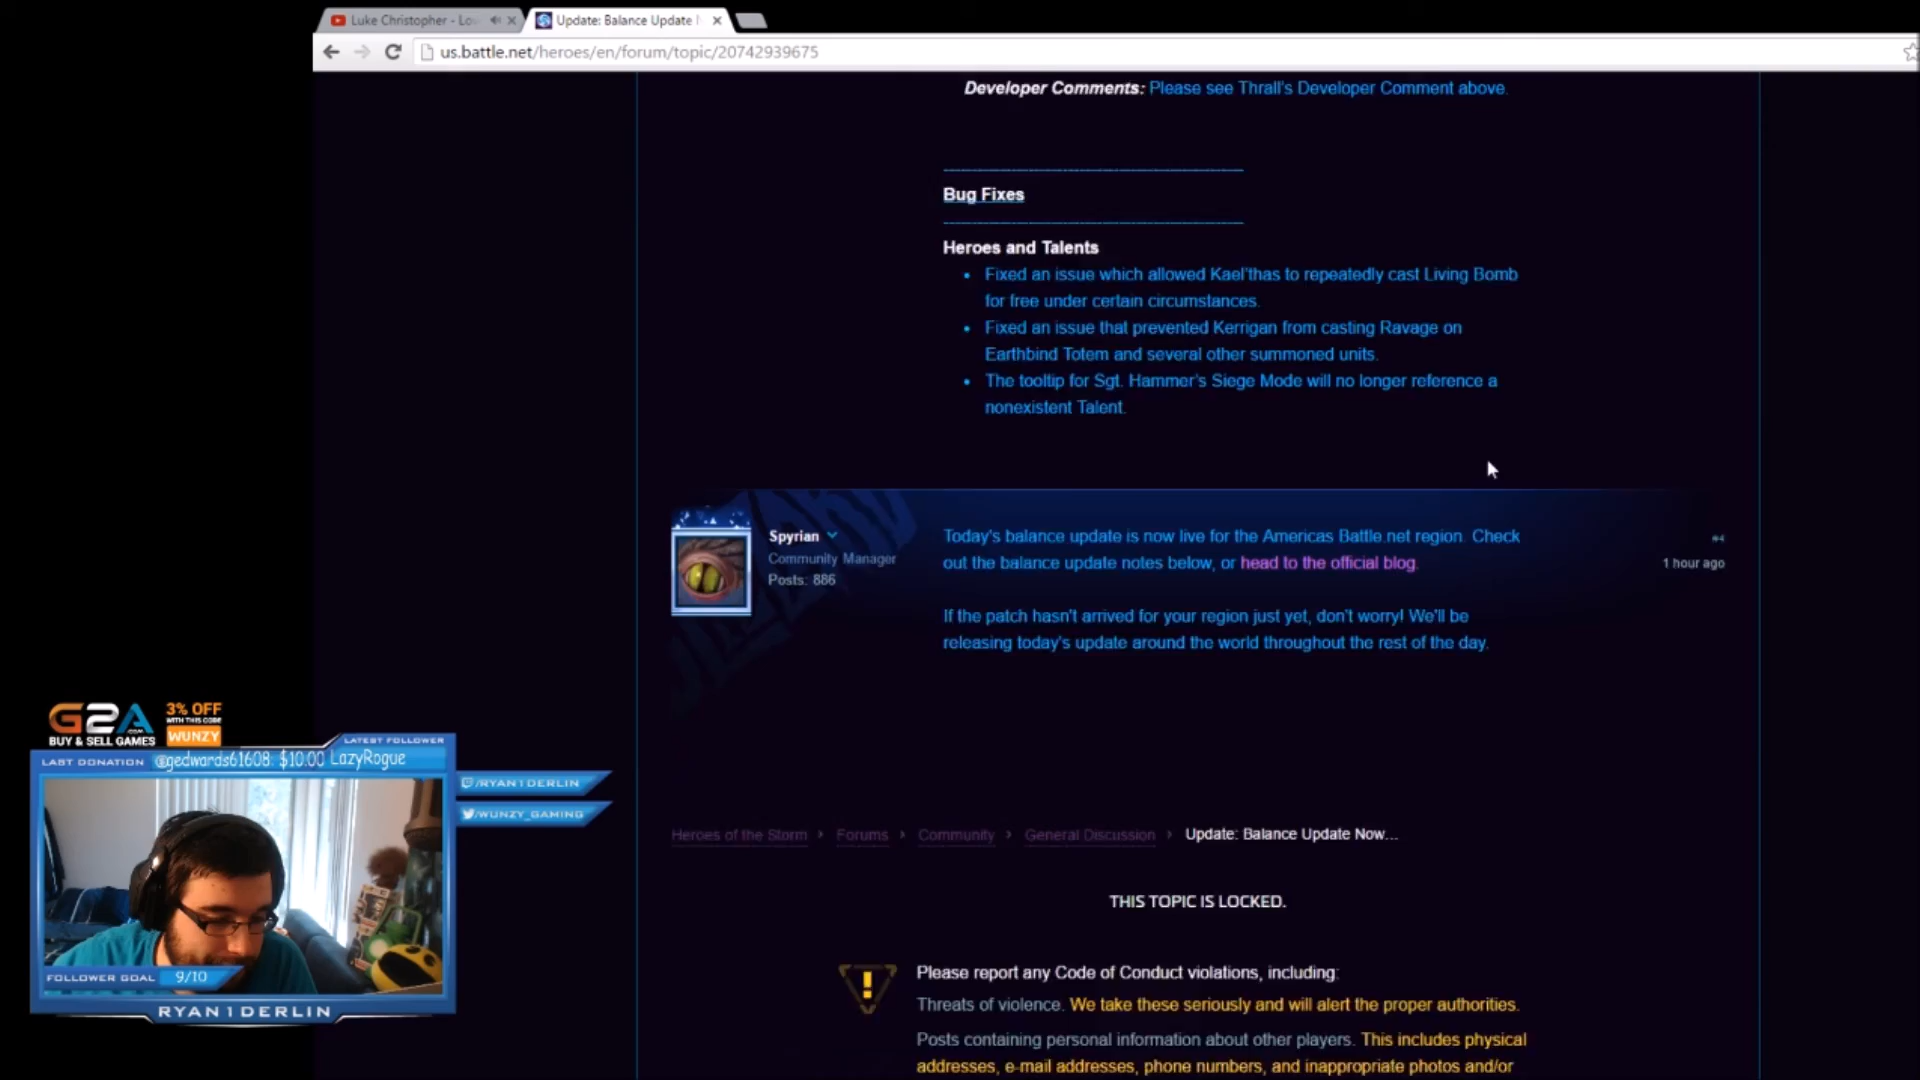 Luke Christopher - Lo
Update: Balance Update
us.battle.net/heroes/en/forum/topic/20742939675
Developer Comments: Please see Thrall's Developer Comment above.
Bug Fixes
Heroes and Talents
• Fixed an issue which allowed Kael'thas to repeatedly cast Living Bomb
for free under certain circumstances.
• Fixed an issue that prevented Kerrigan from casting Ravage on
Earthbind Totem and several other summoned units.
• The tooltip for Sgt. Hammer's Siege Mode will no longer reference a
nonexistent Talent.
Spyrian
Community Manager
Posts: 886
Today's balance update is now live for the Americas Battle.net region. Check
out the balance update notes below, or head to the official blog.
#4
1 hour ago
If the patch hasn't arrived for your region just yet, don't worry! We'll be
releasing today's update around the world throughout the rest of the day.
Heroes of the Storm › Forums › Community › General Discussion › Update: Balance Update Now...
THIS TOPIC IS LOCKED.
Please report any Code of Conduct violations, including:
Threats of violence. We take these seriously and will alert the proper authorities.
Posts containing personal information about other players. This includes physical
addresses, e-mail addresses, phone numbers, and inappropriate photos and/or
G2A.COM
BUY & SELL GAMES
3% OFF
WITH THIS CODE
WUNZY
LATEST FOLLOWER
LAST DONATION @gedwards61608: $10.00 LazyRogue
/RYAN1DERLIN
/WUNZY_GAMING
FOLLOWER GOAL 9/10
RYAN1DERLIN